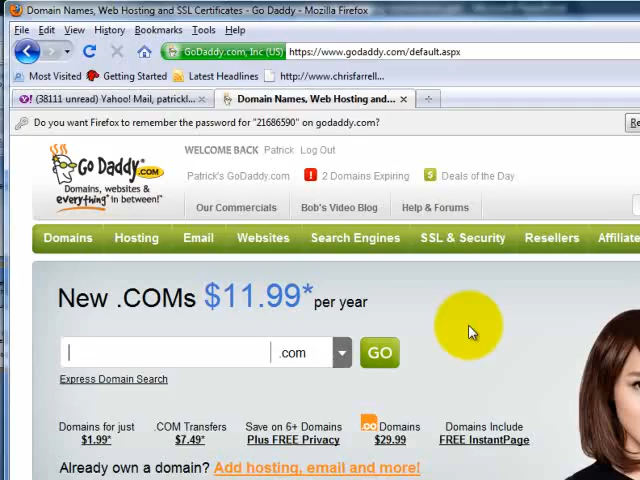 Domain Names, Web Hosting and SSL Certificates - Go Daddy - Mozilla Firefox
File Edit View History Bookmarks Tools Help
GoDaddy.com, Inc (US) https://www.godaddy.com/default.aspx
Most Visited Getting Started Latest Headlines http://www.chrisfarrell...
Y! (38111 unread) Yahoo! Mail, patrickl... × Domain Names, Web Hosting and... ×
Do you want Firefox to remember the password for "21686590" on godaddy.com?
WELCOME BACK Patrick Log Out
Go Daddy.COM
Domains, websites &
everything* in between!™
Patrick's GoDaddy.com ! 2 Domains Expiring $ Deals of the Day
Our Commercials Bob's Video Blog Help & Forums
Domains Hosting Email Websites Search Engines SSL & Security Resellers Affiliate
New .COMs $11.99* per year
.com GO
Express Domain Search
Domains for just .COM Transfers Save on 6+ Domains .co Domains Domains Include
$1.99* $7.49* Plus FREE Privacy $29.99 FREE InstantPage
Already own a domain? Add hosting, email and more!